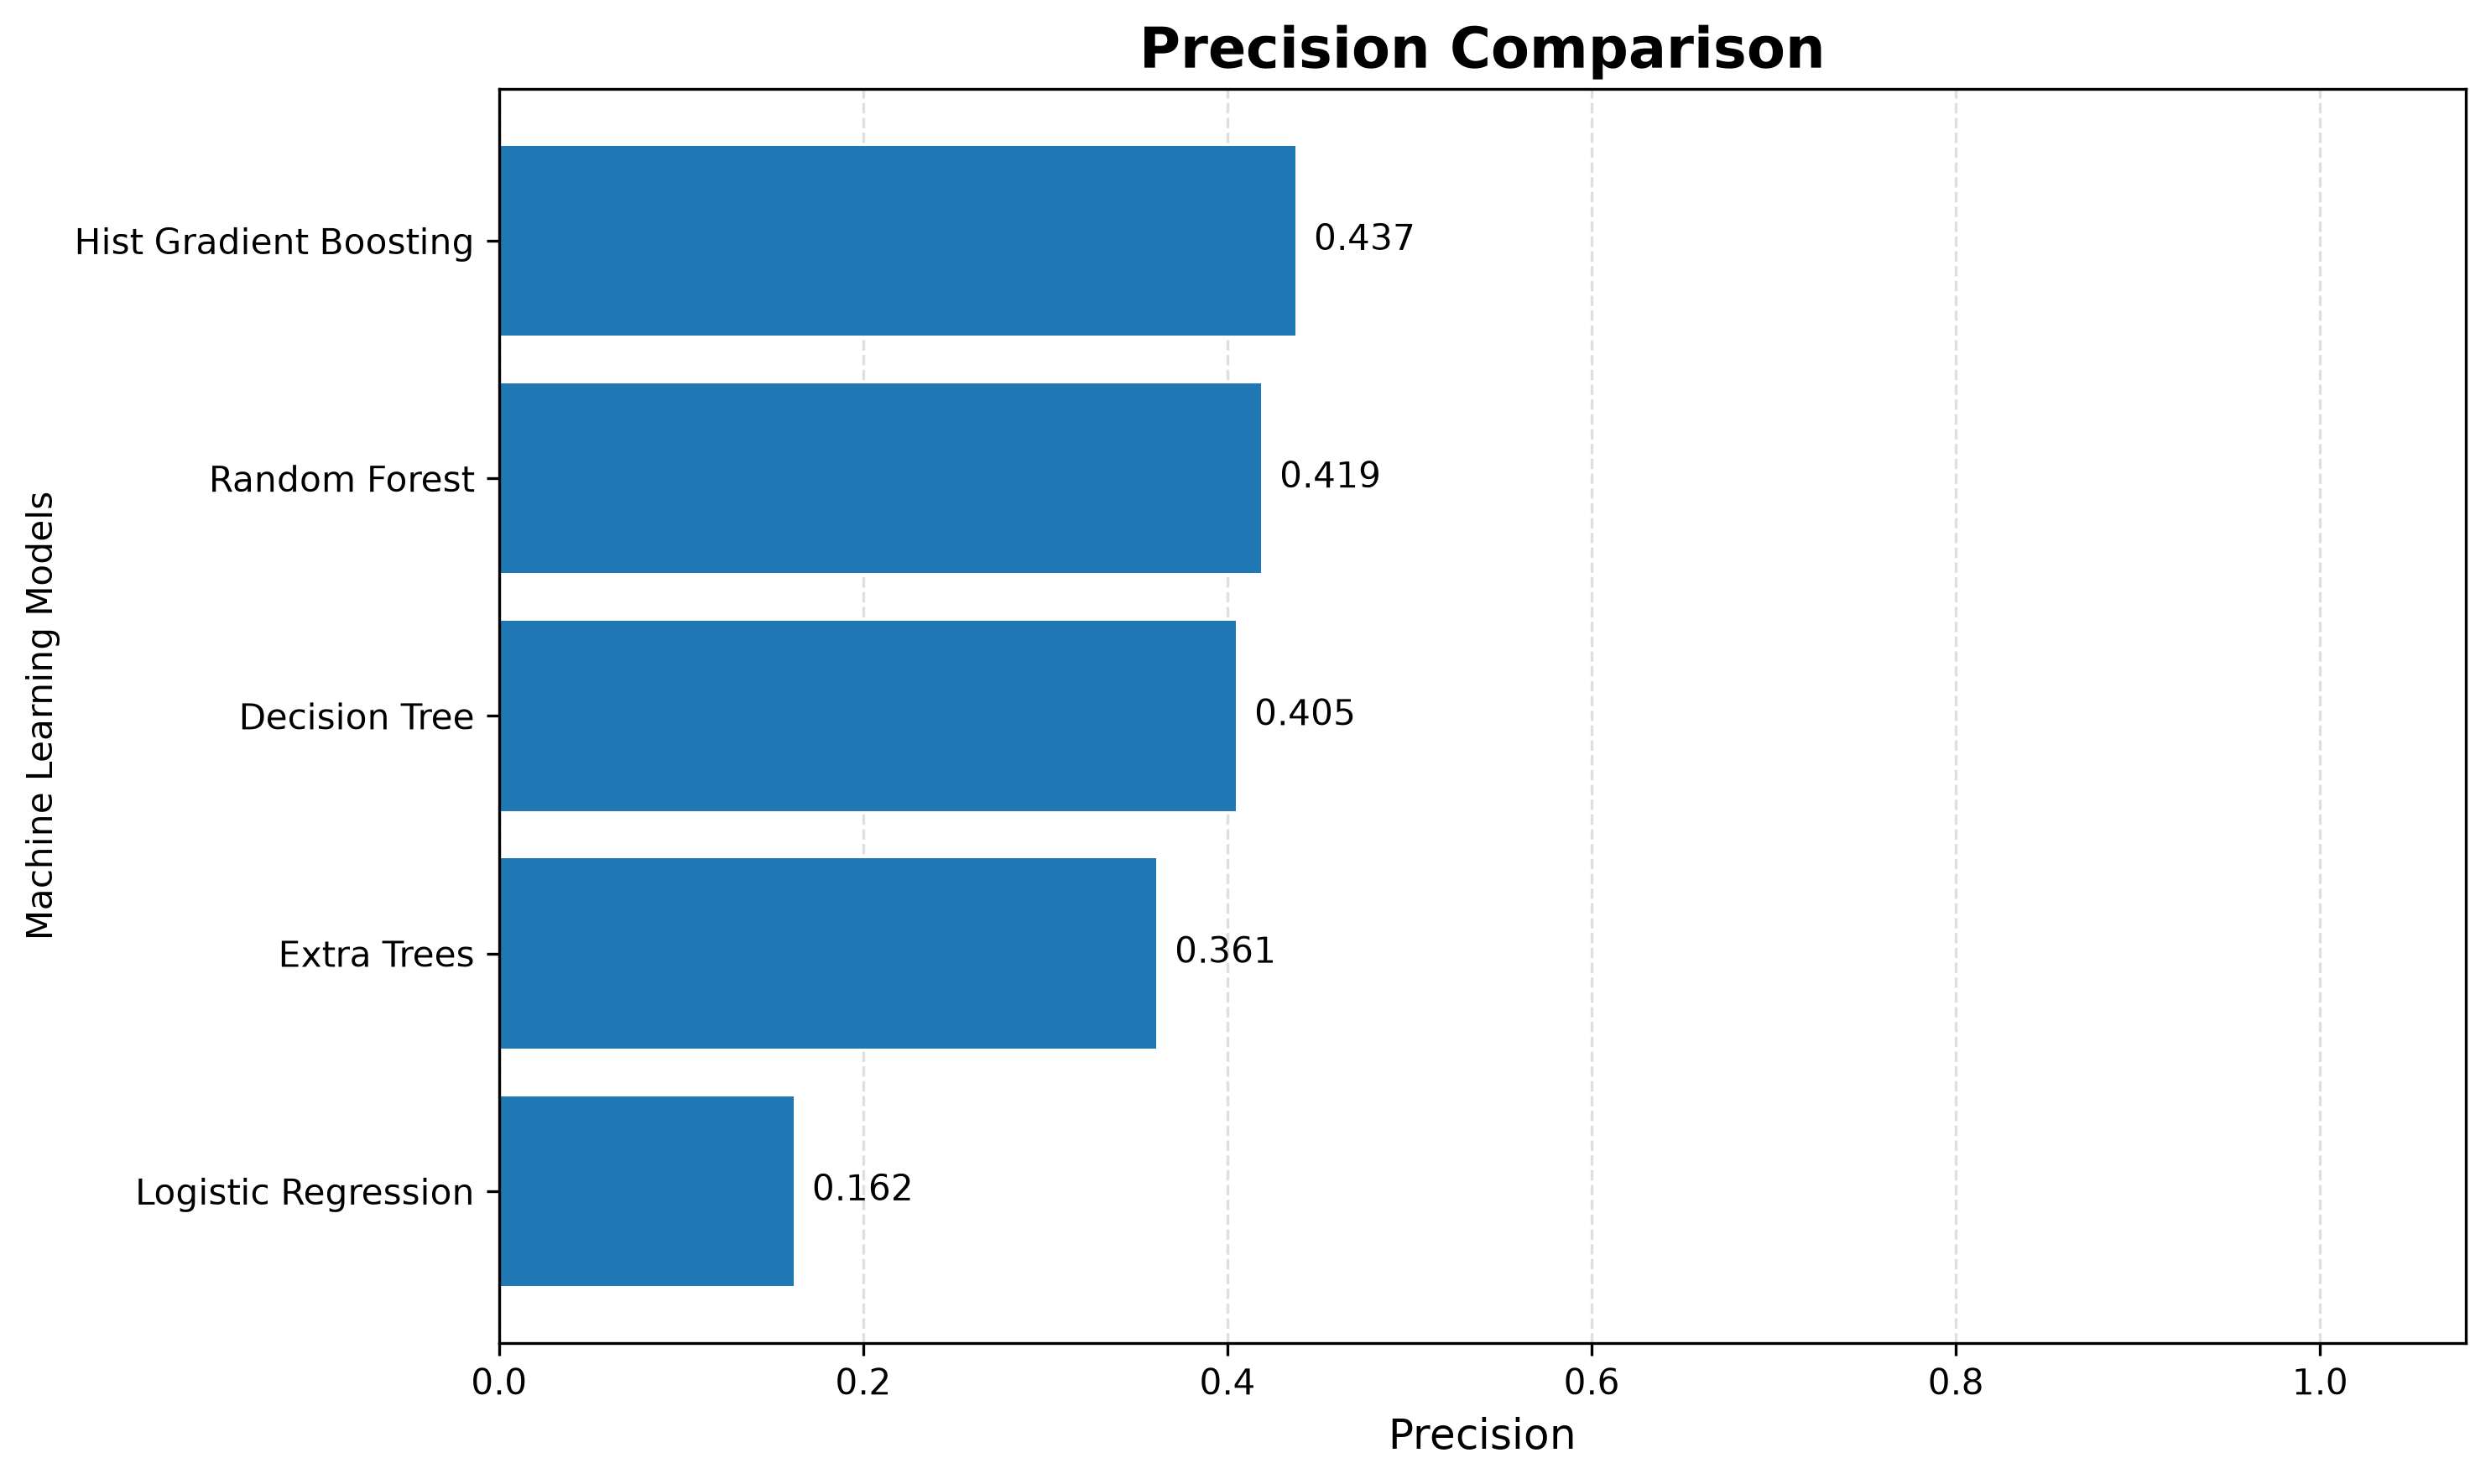 Precision Comparison
Hist Gradient Boosting
0.437
Random Forest
0.419
Decision Tree
0.405
Extra Trees
0.361
Logistic Regression
0.162
Machine Learning Models
0.0 0.2 0.4 0.6 0.8 1.0
Precision